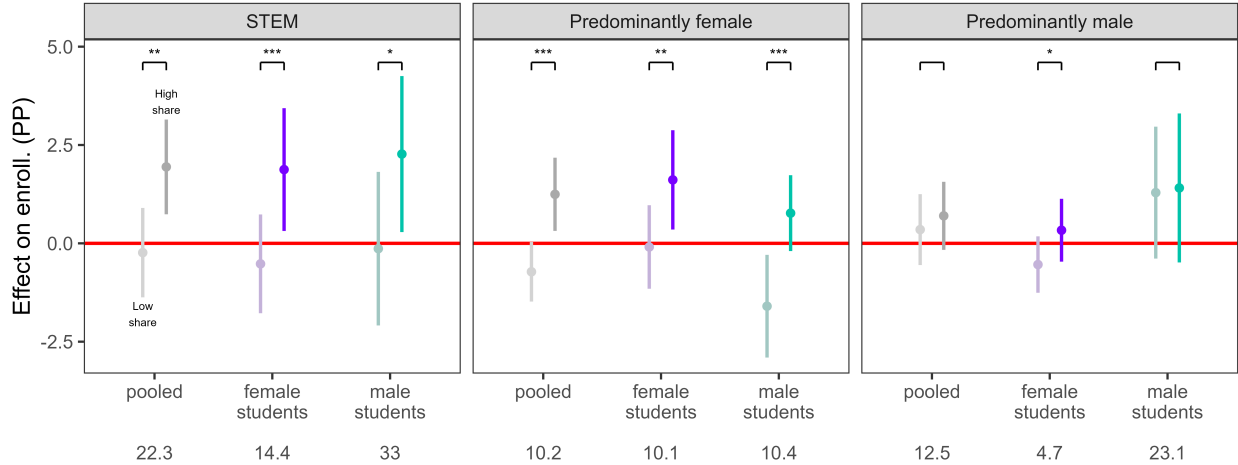 STEM
Predominantly female
Predominantly male
Effect on enroll. (PP)
5.0
2.5
0.0
-2.5
** *** *
*** ** ***
*
High
share
Low
share
pooled female students male students
pooled female students male students
pooled female students male students
22.3 14.4 33
10.2 10.1 10.4
12.5 4.7 23.1